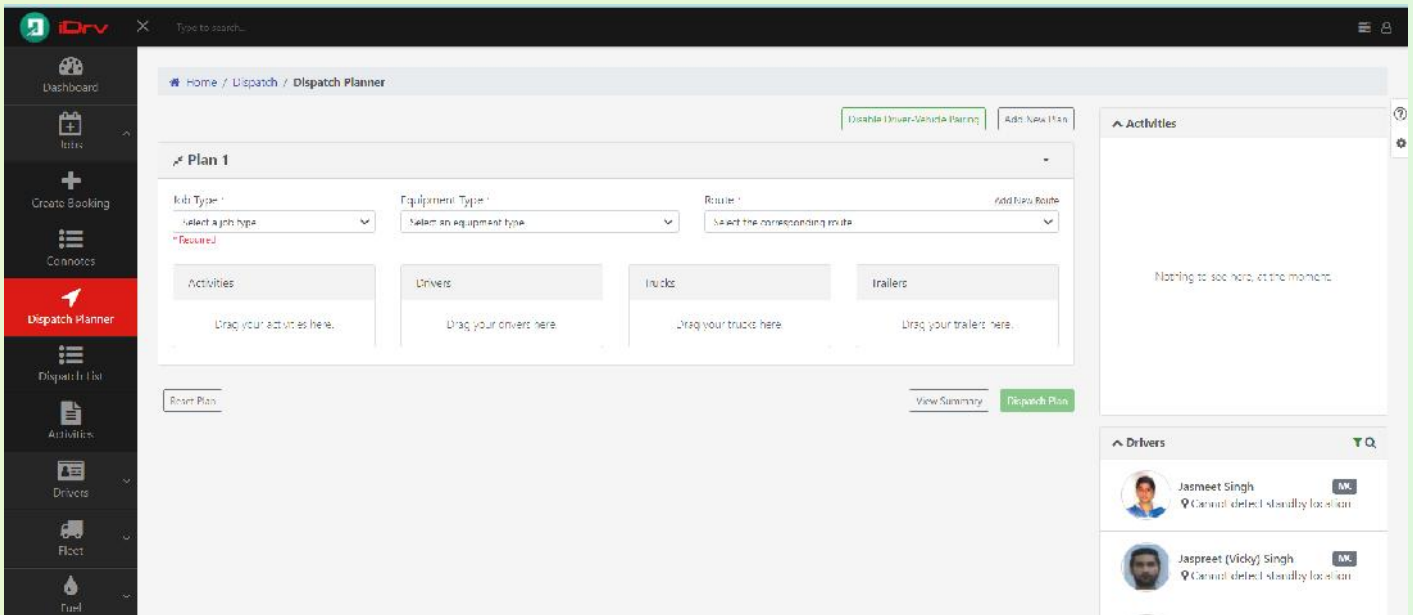 iDrv
Type to search...
Dashboard
Jobs
Create Booking
Connotes
Dispatch Planner
Dispatch List
Activities
Drivers
Fleet
Fuel
Home / Dispatch / Dispatch Planner
Disable Driver-Vehicle Pairing
Add New Plan
Plan 1
Job Type *
Equipment Type *
Route *
Add New Route
Select a job type
Select an equipment type
Select the corresponding route
* Required
Activities
Drivers
Trucks
Trailers
Drag your activities here.
Drag your drivers here.
Drag your trucks here.
Drag your trailers here.
Reset Plan
View Summary
Dispatch Plan
Activities
Nothing to see here, at the moment.
Drivers
Jasmeet Singh
Cannot detect standby location.
Jaspreet (Vicky) Singh
Cannot detect standby location.